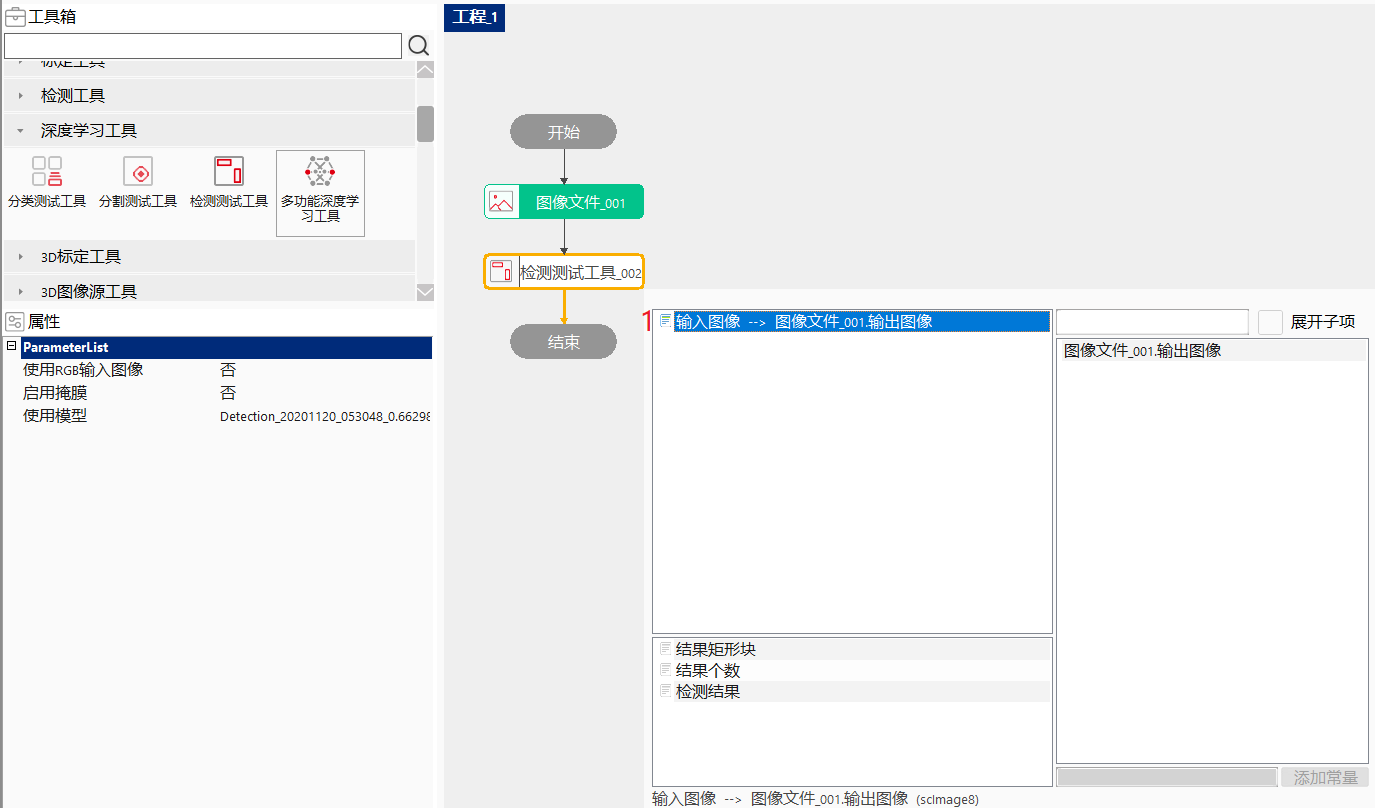 工具箱
标定工具
检测工具
深度学习工具
分类测试工具
分割测试工具
检测测试工具
多功能深度学
习工具
3D标定工具
3D图像源工具
属性
ParameterList
使用RGB输入图像 否
启用掩膜 否
使用模型 Detection_20201120_053048_0.66298
工程_1
开始
图像文件_001
检测测试工具_002
结束
1
输入图像 --> 图像文件_001.输出图像
展开子项
图像文件_001.输出图像
结果矩形块
结果个数
检测结果
添加常量
输入图像 --> 图像文件_001.输出图像 (scImage8)